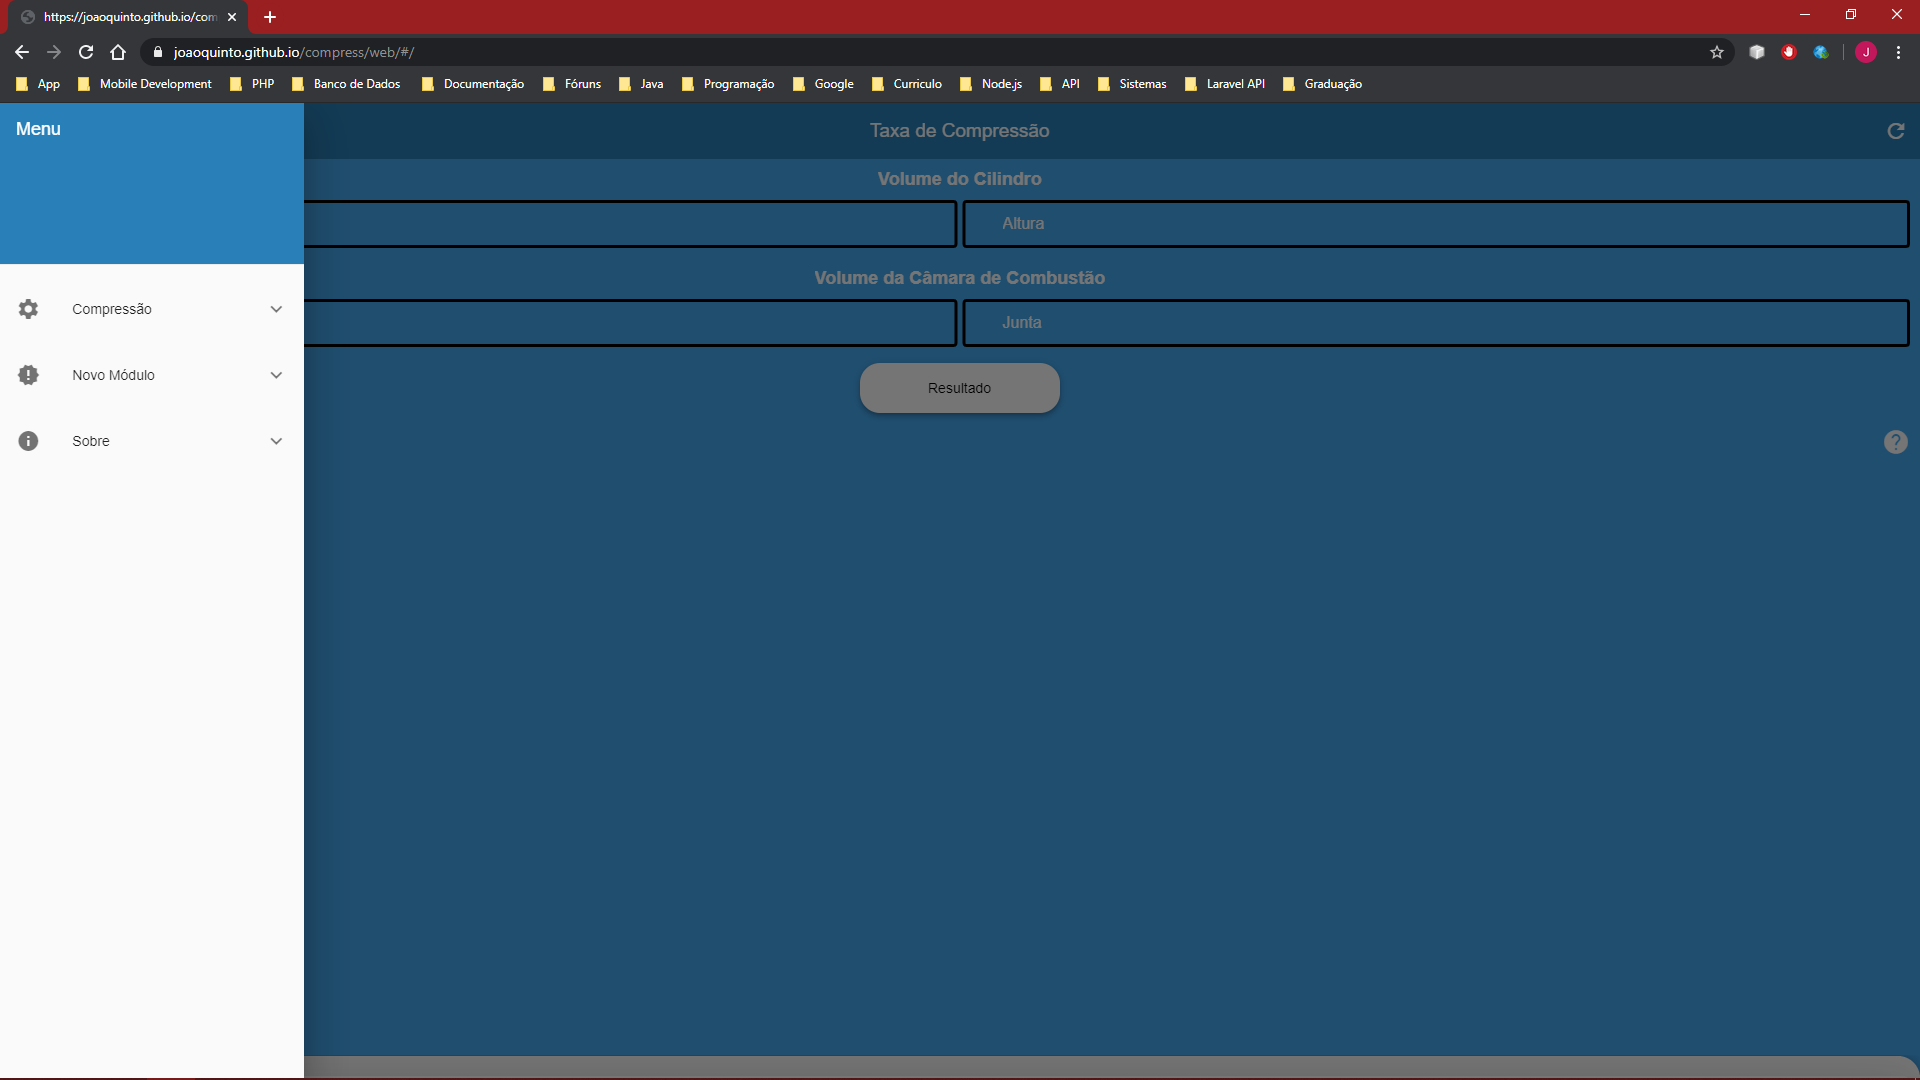 https://joaoquinto.github.io/com
joaoquinto.github.io/compress/web/#/
J
App Mobile Development PHP Banco de Dados Documentação Fóruns Java Programação Google Curriculo Node.js API Sistemas Laravel API Graduação
Menu
Taxa de Compressão
Volume do Cilindro
Altura
Volume da Câmara de Combustão
Compressão
Junta
Novo Módulo
Resultado
Sobre